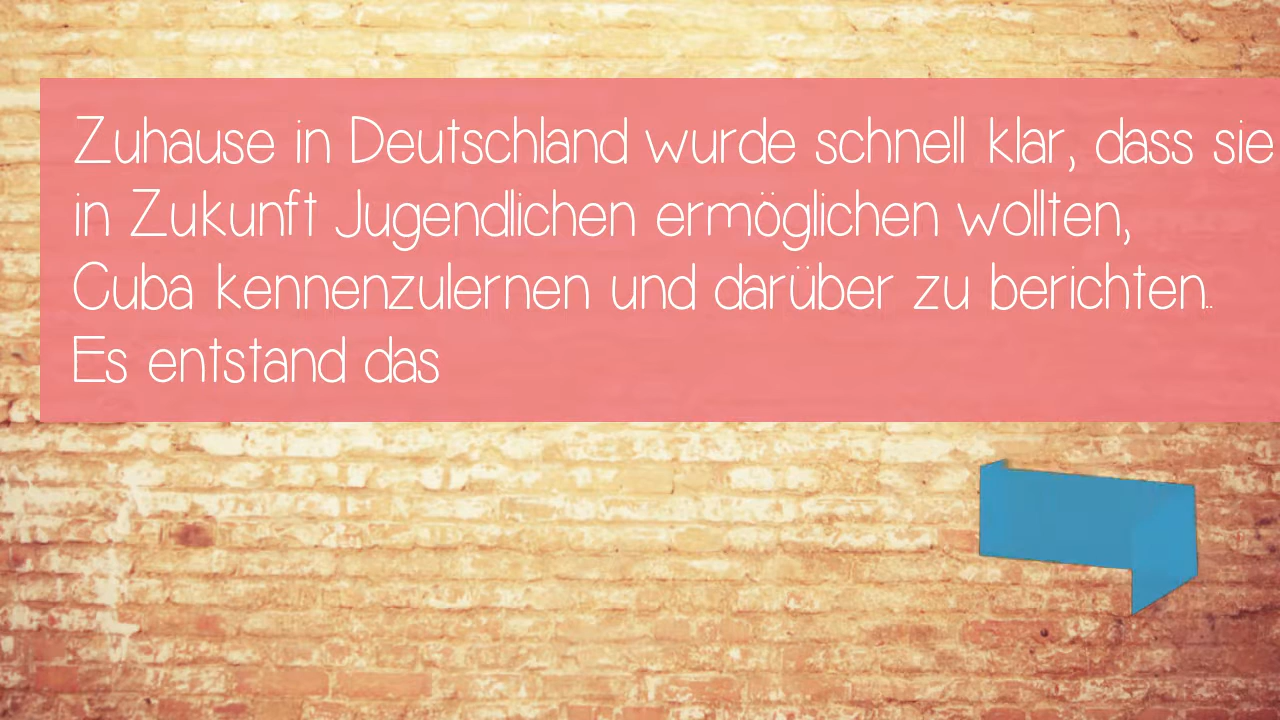 Zuhause in Deutschland wurde schnell klar, dass sie
in Zukunft Jugendlichen ermöglichen wollten,
Cuba kennenzulernen und darüber zu berichten..
Es entstand das